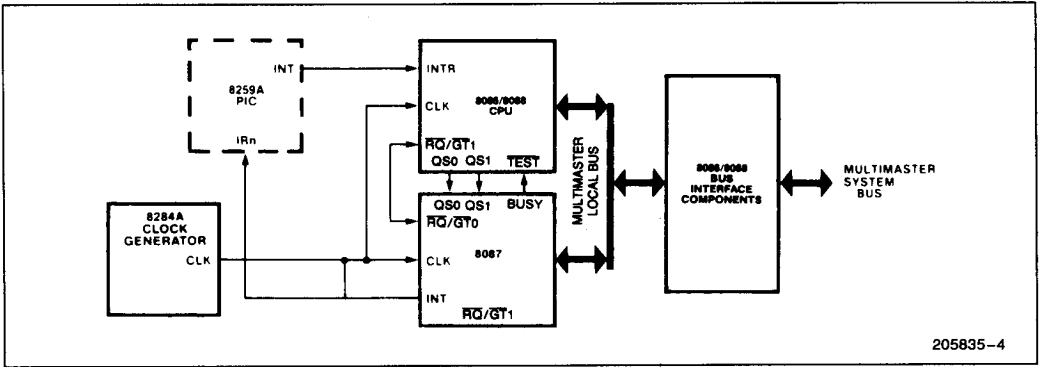 INT
8259A
PIC
IRn
INTR
8086/8088
CPU
CLK
RQ/GT1
QS0 QS1 TEST
QS0 QS1 BUSY
RQ/GT0
8087
CLK
INT
RQ/GT1
8284A
CLOCK
GENERATOR
CLK
MULTIMASTER
LOCAL BUS
8086/8088
BUS
INTERFACE
COMPONENTS
MULTIMASTER
SYSTEM
BUS
205835-4